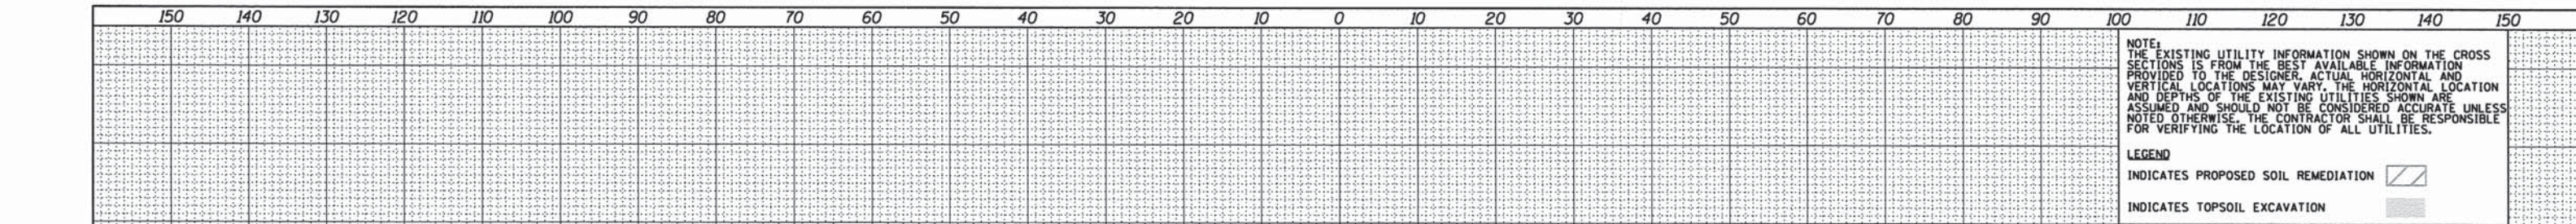 150 140 130 120 110 100 90 80 70 60 50 40 30 20 10 0 10 20 30 40 50 60 70 80 90 100 110 120 130 140 150
NOTE:
THE EXISTING UTILITY INFORMATION SHOWN ON THE CROSS
SECTIONS IS FROM THE BEST AVAILABLE INFORMATION
PROVIDED TO THE DESIGNER. ACTUAL HORIZONTAL AND
VERTICAL LOCATIONS MAY VARY. THE HORIZONTAL LOCATION
AND DEPTHS OF THE EXISTING UTILITIES SHOWN ARE
ASSUMED AND SHOULD NOT BE CONSIDERED ACCURATE UNLESS
NOTED OTHERWISE. THE CONTRACTOR SHALL BE RESPONSIBLE
FOR VERIFYING THE LOCATION OF ALL UTILITIES.
LEGEND
INDICATES PROPOSED SOIL REMEDIATION
INDICATES TOPSOIL EXCAVATION